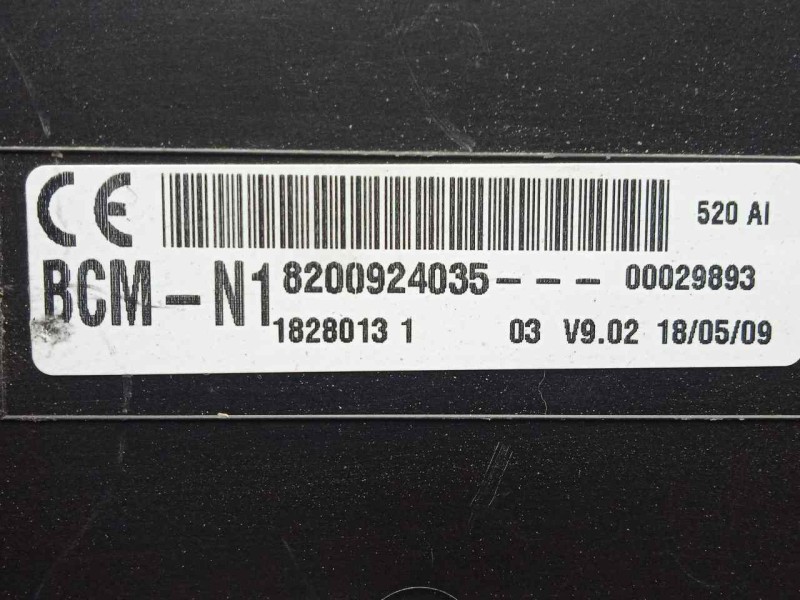 CE 520 AI
BCM-N1 8200924035--- 00029893
1828013 1 03 V9.02 18/05/09